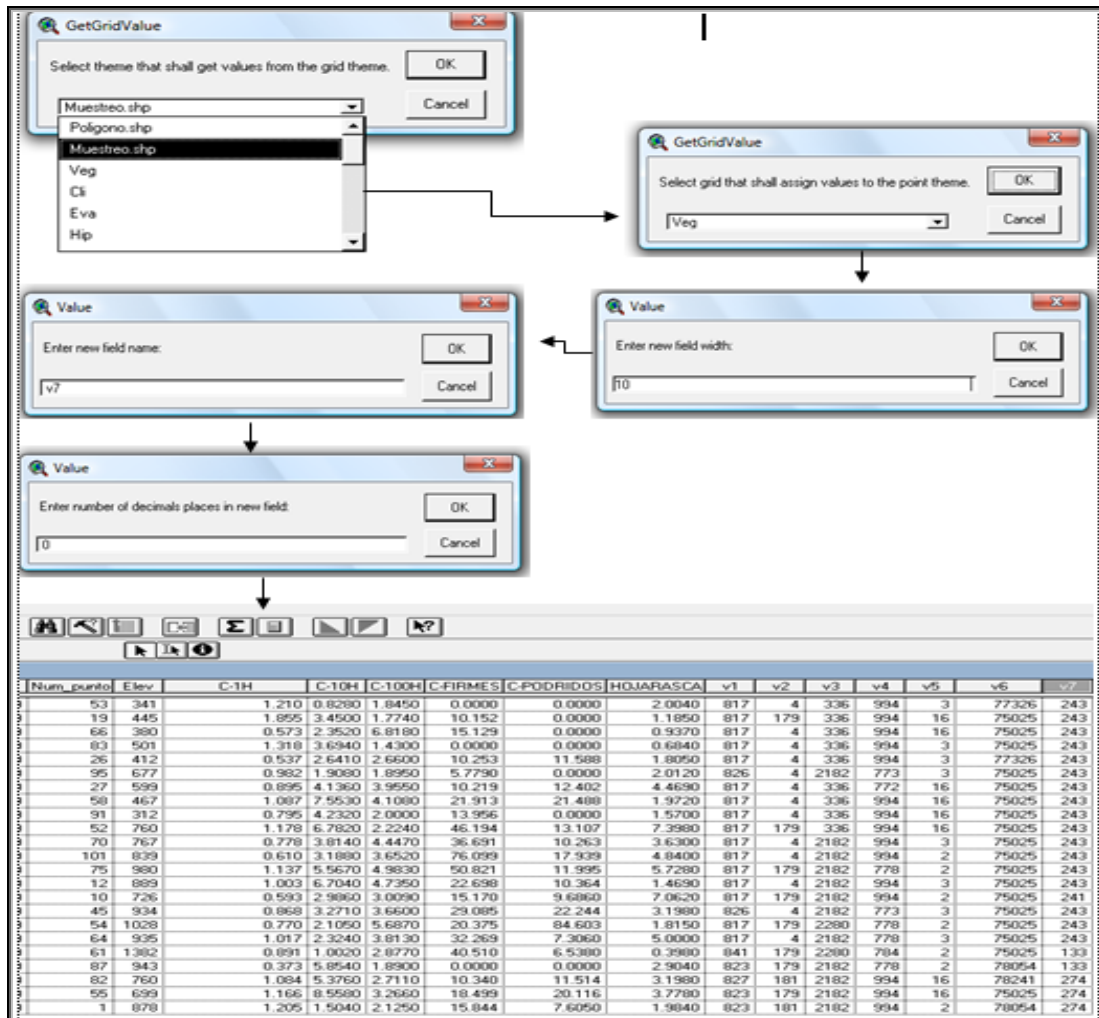 GetGridValue
Select theme that shall get values from the grid theme.
OK
Cancel
Muestreo.shp
Poligono.shp
Muestreo.shp
Veg
Cli
Eva
Hip
GetGridValue
Select grid that shall assign values to the point theme.
OK
Cancel
Veg
Value
Enter new field name:
OK
Cancel
v7
Value
Enter new field width:
OK
Cancel
10
Value
Enter number of decimals places in new field:
OK
Cancel
0
Num_punto Elev C-1H C-10H C-100H C-FIRMES C-PODRIDOS HOJARASCA v1 v2 v3 v4 v5 v6 v7
53 341 1.210 0.8280 1.8450 0.0000 0.0000 2.0040 817 4 336 994 3 77326 243
19 445 1.855 3.4500 1.7740 10.152 0.0000 1.1850 817 179 336 994 16 75025 243
66 380 0.573 2.3520 6.8180 15.129 0.0000 0.9370 817 4 336 994 16 75025 243
83 501 1.318 3.6940 1.4300 0.0000 0.0000 0.6840 817 4 336 994 3 75025 243
26 412 0.537 2.6410 2.6600 10.253 11.588 1.8050 817 4 336 994 3 77326 243
95 677 0.982 1.9080 1.8950 5.7790 0.0000 2.0120 826 4 2182 773 3 75025 243
27 599 0.895 4.1360 3.9550 10.219 12.402 4.4690 817 4 336 772 16 75025 243
58 467 1.087 7.5530 4.1080 21.913 21.488 1.9720 817 4 336 994 16 75025 243
91 312 0.795 4.2320 2.0000 13.956 0.0000 1.5700 817 4 336 994 16 75025 243
52 760 1.178 6.7820 2.2240 46.194 13.107 7.3980 817 179 336 994 16 75025 243
70 767 0.778 3.8140 4.4470 36.691 10.263 3.6300 817 4 2182 994 3 75025 243
101 839 0.610 3.1880 3.6520 76.099 17.939 4.8400 817 4 2182 994 2 75025 243
75 980 1.137 5.5670 4.9830 50.821 11.995 5.7280 817 179 2182 778 2 75025 243
12 889 1.003 6.7040 4.7350 22.698 10.364 1.4690 817 4 2182 994 3 75025 243
10 726 0.593 2.9860 3.0090 15.170 9.6860 7.0620 817 179 2182 994 2 75025 241
45 934 0.868 3.2710 3.6600 29.085 22.244 3.1980 826 4 2182 773 3 75025 243
54 1028 0.770 2.1050 5.6870 20.375 84.603 1.8150 817 179 2280 778 2 75025 243
64 935 1.017 2.3240 3.8130 32.269 7.3060 5.0000 817 4 2182 778 3 75025 243
61 1382 0.891 1.0020 2.8770 40.510 6.5380 0.3980 841 179 2280 784 2 75025 133
87 943 0.373 5.8540 1.8900 0.0000 0.0000 2.9040 823 179 2182 778 2 78054 133
82 760 1.084 5.3760 2.7110 10.340 11.514 3.1980 827 181 2182 994 16 78241 274
55 699 1.166 8.5580 3.2660 18.499 20.116 3.7780 823 179 2182 994 16 75025 274
1 878 1.205 1.5040 2.1250 15.844 7.6050 1.9840 823 181 2182 994 2 78054 274